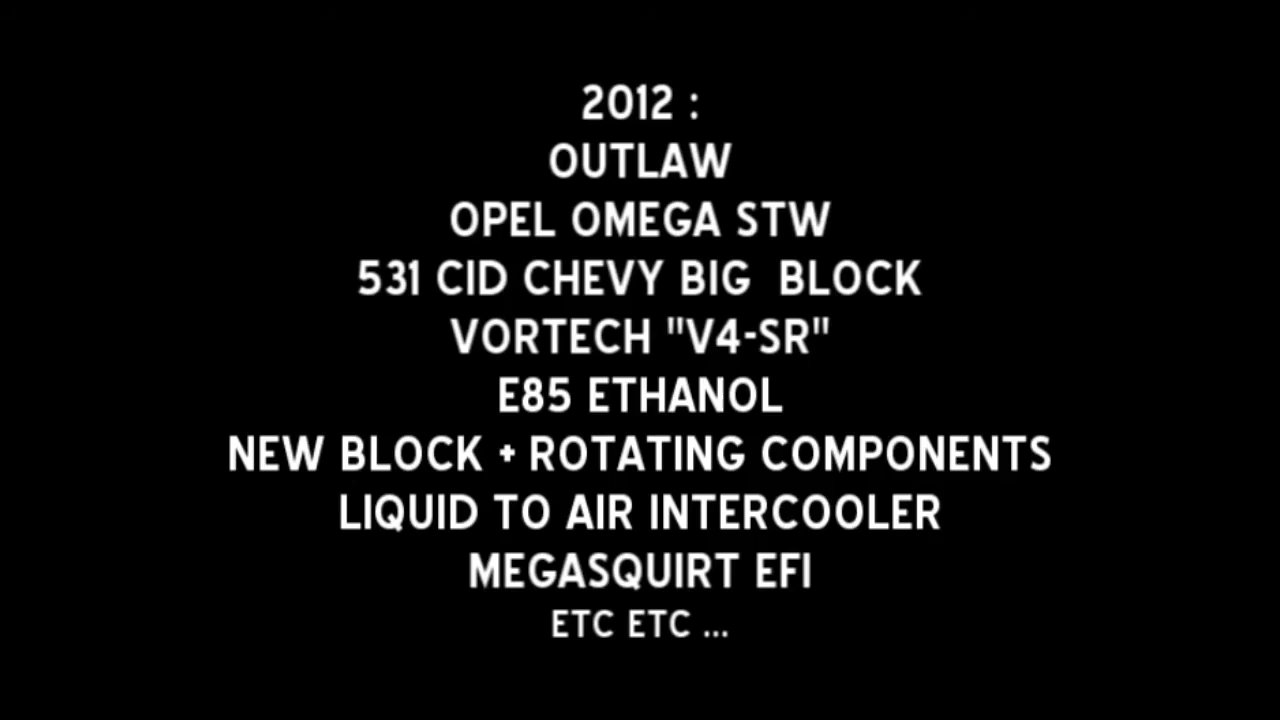 2012 :
OUTLAW
OPEL OMEGA STW
531 CID CHEVY BIG  BLOCK
VORTECH "V4-SR"
E85 ETHANOL
NEW BLOCK + ROTATING COMPONENTS
LIQUID TO AIR INTERCOOLER
MEGASQUIRT EFI
ETC ETC ...